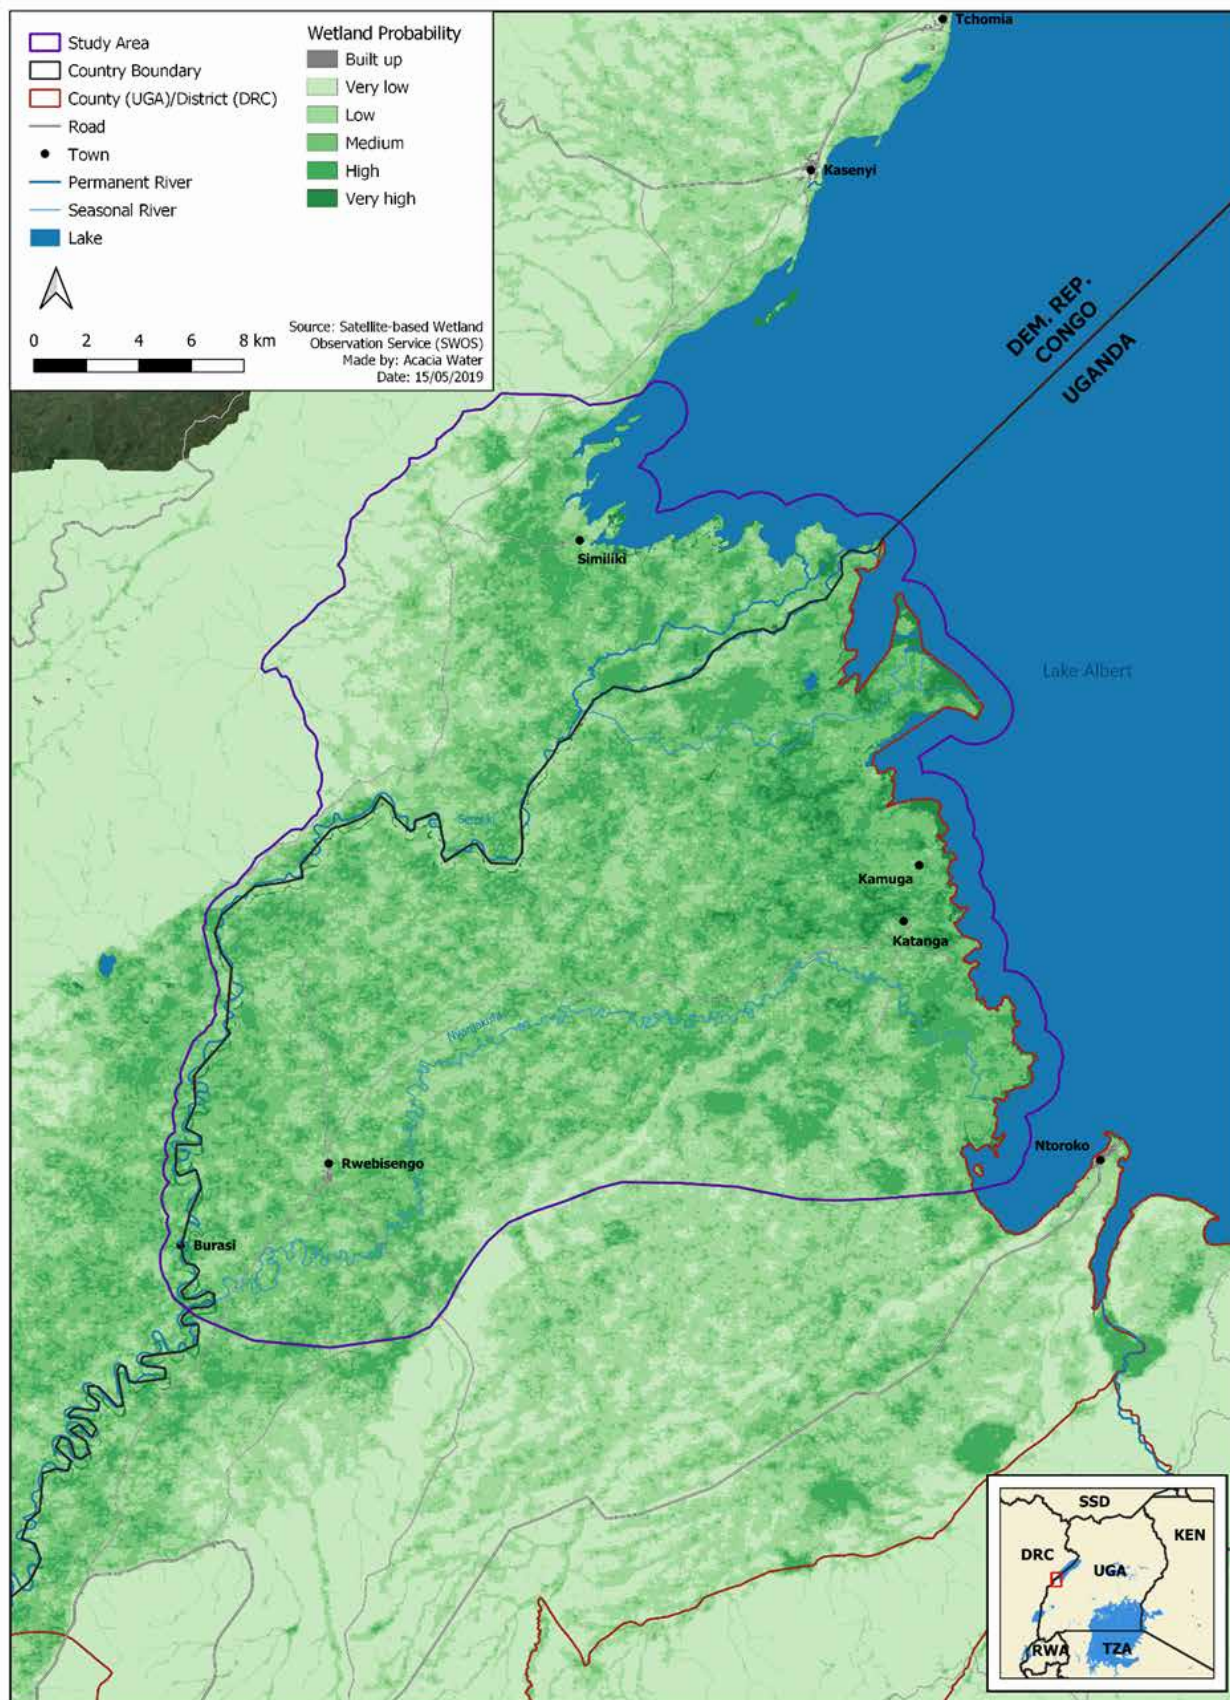 Study Area
Country Boundary
County (UGA)/District (DRC)
Road
Town
Permanent River
Seasonal River
Lake
Wetland Probability
Built up
Very low
Low
Medium
High
Very high
0 2 4 6 8 km
Source: Satellite-based Wetland
Observation Service (SWOS)
Made by: Acacia Water
Date: 15/05/2019
Tchomia
Kasenyi
DEM. REP.
CONGO
UGANDA
Similiki
Lake Albert
Kamuga
Katanga
Ntoroko
Rwebisengo
Burasi
SSD
KEN
DRC
UGA
RWA
TZA